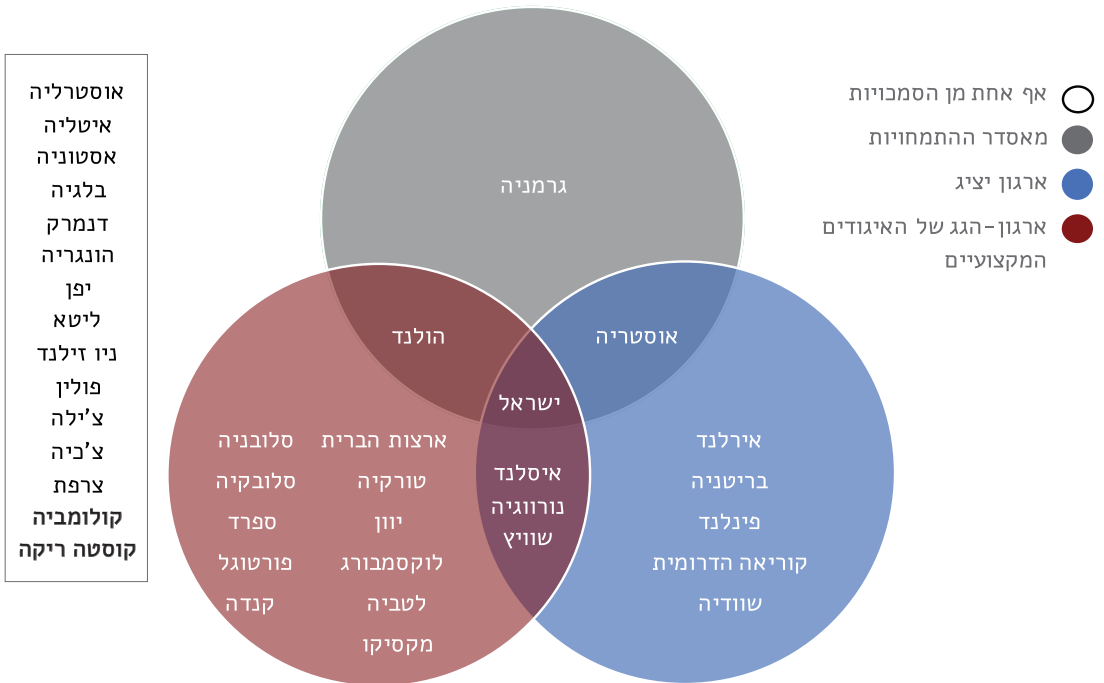 אף אחת מן הסמכויות
מאסדר ההתמחויות
ארגון יציג
ארגון-הגג של האיגודים
המקצועיים
גרמניה
אוסטריה
הולנד
ישראל
איסלנד
נורווגיה
שוויץ
אירלנד
בריטניה
פינלנד
קוריאה הדרומית
שוודיה
ארצות הברית
טורקיה
יוון
לוקסמבורג
לטביה
מקסיקו
סלובניה
סלובקיה
ספרד
פורטוגל
קנדה
אוסטרליה
איטליה
אסטוניה
בלגיה
דנמרק
הונגריה
יפן
ליטא
ניו זילנד
פולין
צ'ילה
צ'כיה
צרפת
קולומביה
קוסטה ריקה